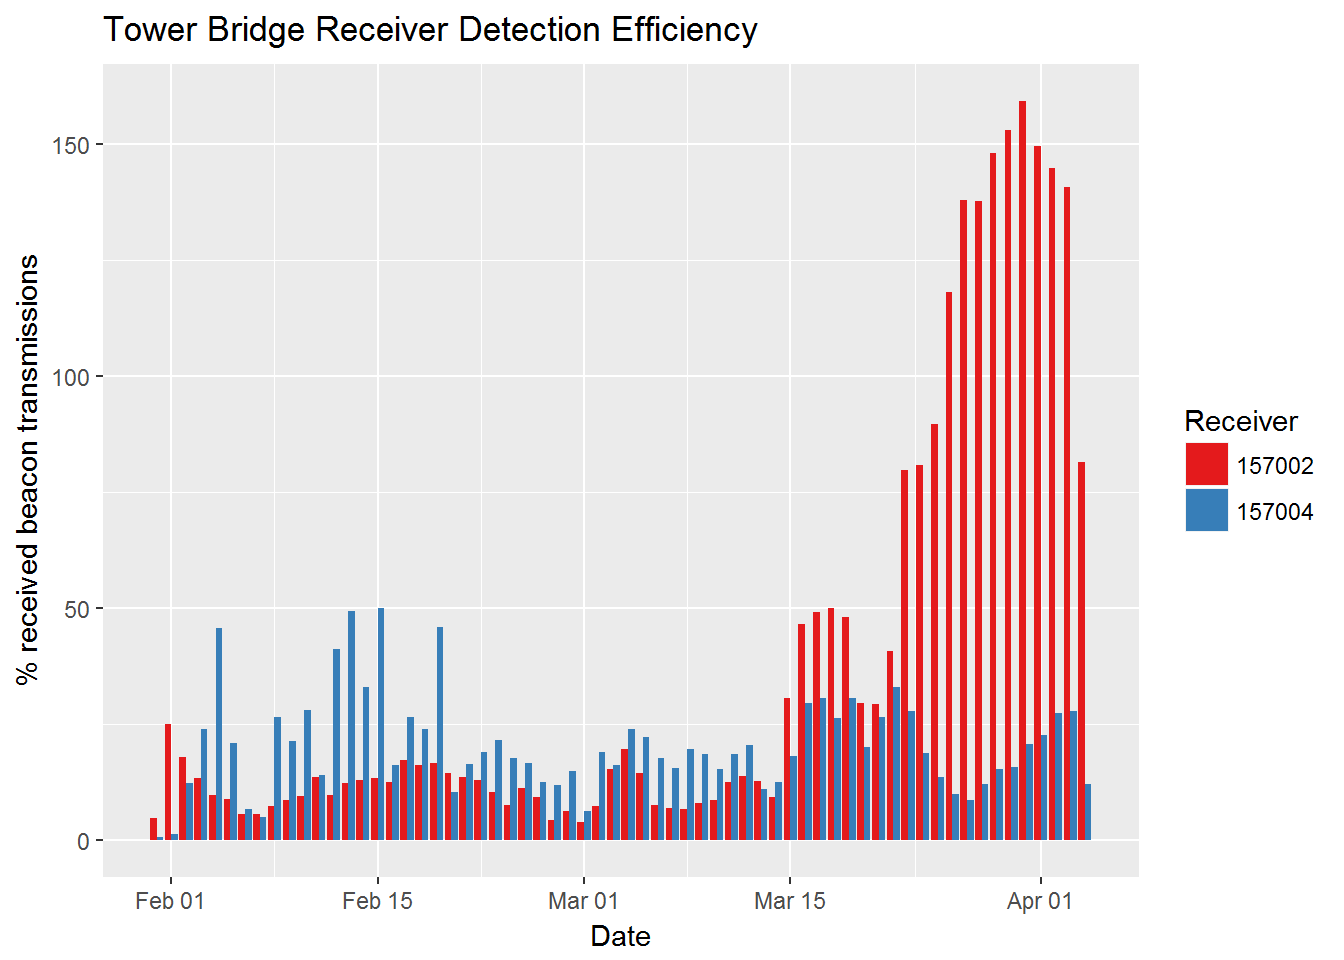 Tower Bridge Receiver Detection Efficiency
% received beacon transmissions
150
100
50
0
Feb 01
Feb 15
Mar 01
Mar 15
Apr 01
Date
Receiver
157002
157004